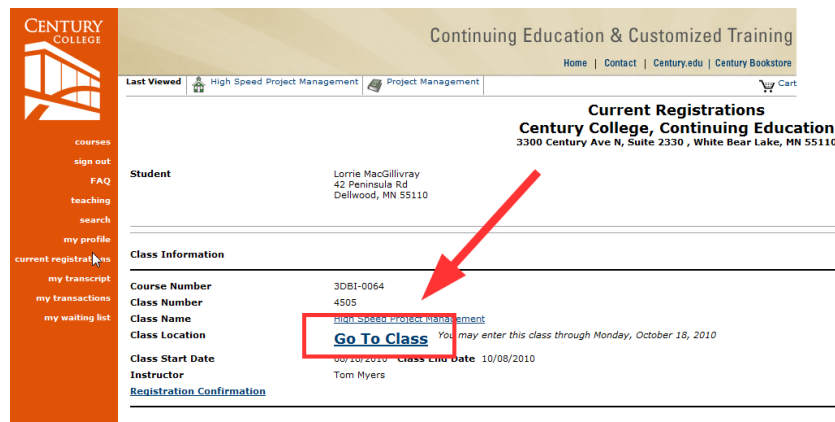 CENTURY
COLLEGE
Continuing Education & Customized Training
Home | Contact | Century.edu | Century Bookstore
Last Viewed High Speed Project Management Project Management Cart
Current Registrations
Century College, Continuing Education
3300 Century Ave N, Suite 2330 , White Bear Lake, MN 55110
courses
sign out
FAQ
teaching
search
my profile
current registrations
my transcript
my transactions
my waiting list
Student Lorrie MacGillivray
42 Peninsula Rd
Dellwood, MN 55110
Class Information
Course Number 3DBI-0064
Class Number 4505
Class Name High Speed Project Management
Class Location Go To Class You may enter this class through Monday, October 18, 2010
Class Start Date Class End Date 10/08/2010
Instructor Tom Myers
Registration Confirmation